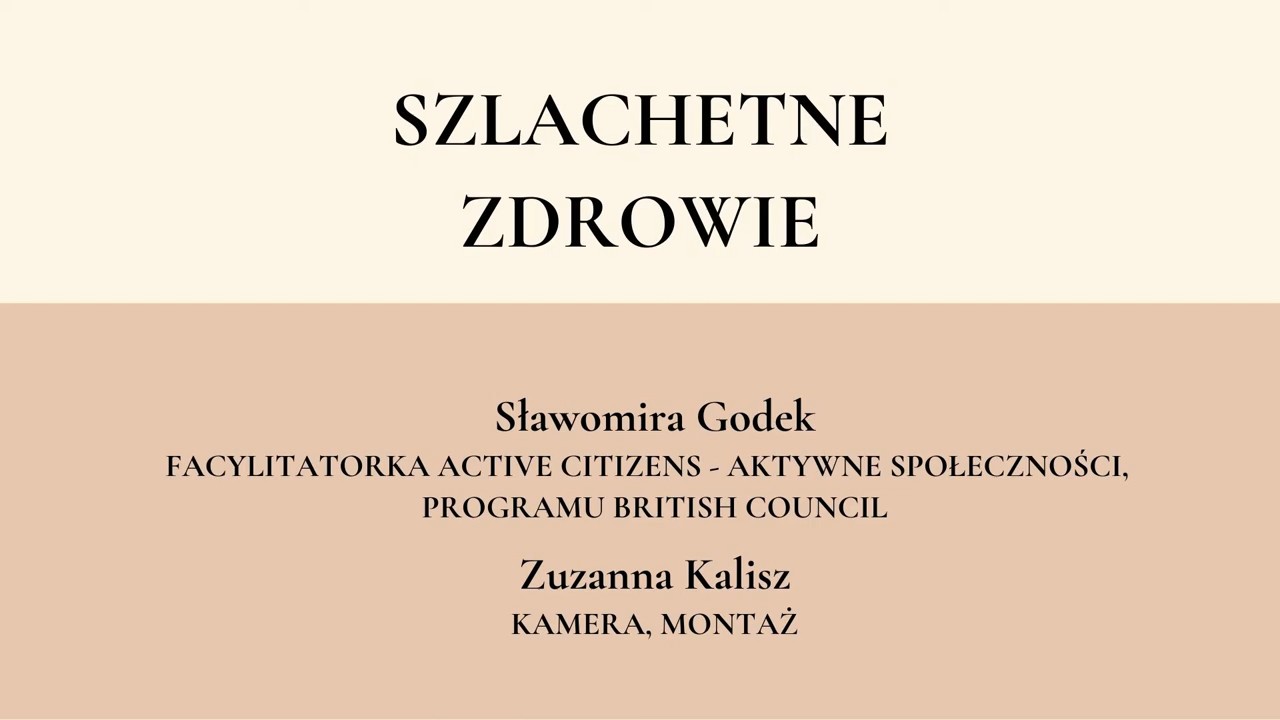 SZLACHETNE
ZDROWIE
Sławomira Godek
FACYLITATORKA ACTIVE CITIZENS - AKTYWNE SPOŁECZNOŚCI,
PROGRAMU BRITISH COUNCIL
Zuzanna Kalisz
KAMERA, MONTAŻ